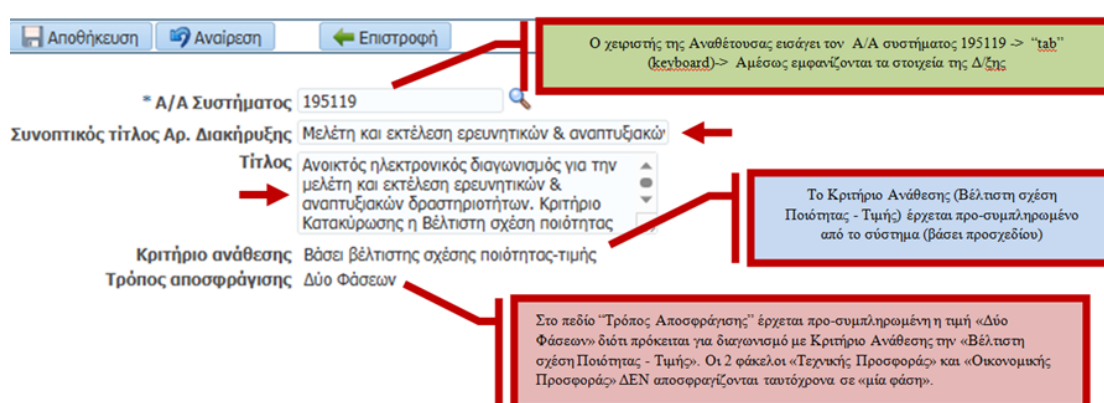 Αποθήκευση Αναίρεση Επιστροφή
Ο χειριστής της Αναθέτουσας εισάγει τον Α/Α συστήματος 195119 -> “tab”
(keyboard)-> Αμέσως εμφανίζονται τα στοιχεία της Δ/ξης
* Α/Α Συστήματος 195119
Συνοπτικός τίτλος Αρ. Διακήρυξης Μελέτη και εκτέλεση ερευνητικών & αναπτυξιακών
Τίτλος Ανοικτός ηλεκτρονικός διαγωνισμός για την
μελέτη και εκτέλεση ερευνητικών &
αναπτυξιακών δραστηριοτήτων. Κριτήριο
Κατακύρωσης η Βέλτιστη σχέση ποιότητας
Το Κριτήριο Ανάθεσης (Βέλτιστη σχέση
Ποιότητας - Τιμής) έρχεται προ-συμπληρωμένο
από το σύστημα (βάσει προσχεδίου)
Κριτήριο ανάθεσης Βάσει βέλτιστης σχέσης ποιότητας-τιμής
Τρόπος αποσφράγισης Δύο Φάσεων
Στο πεδίο “Τρόπος Αποσφράγισης” έρχεται προ-συμπληρωμένη η τιμή «Δύο
Φάσεων» διότι πρόκειται για διαγωνισμό με Κριτήριο Ανάθεσης την «Βέλτιστη
σχέση Ποιότητας - Τιμής». Οι 2 φάκελοι «Τεχνικής Προσφοράς» και «Οικονομικής
Προσφοράς» ΔΕΝ αποσφραγίζονται ταυτόχρονα σε «μία φάση».